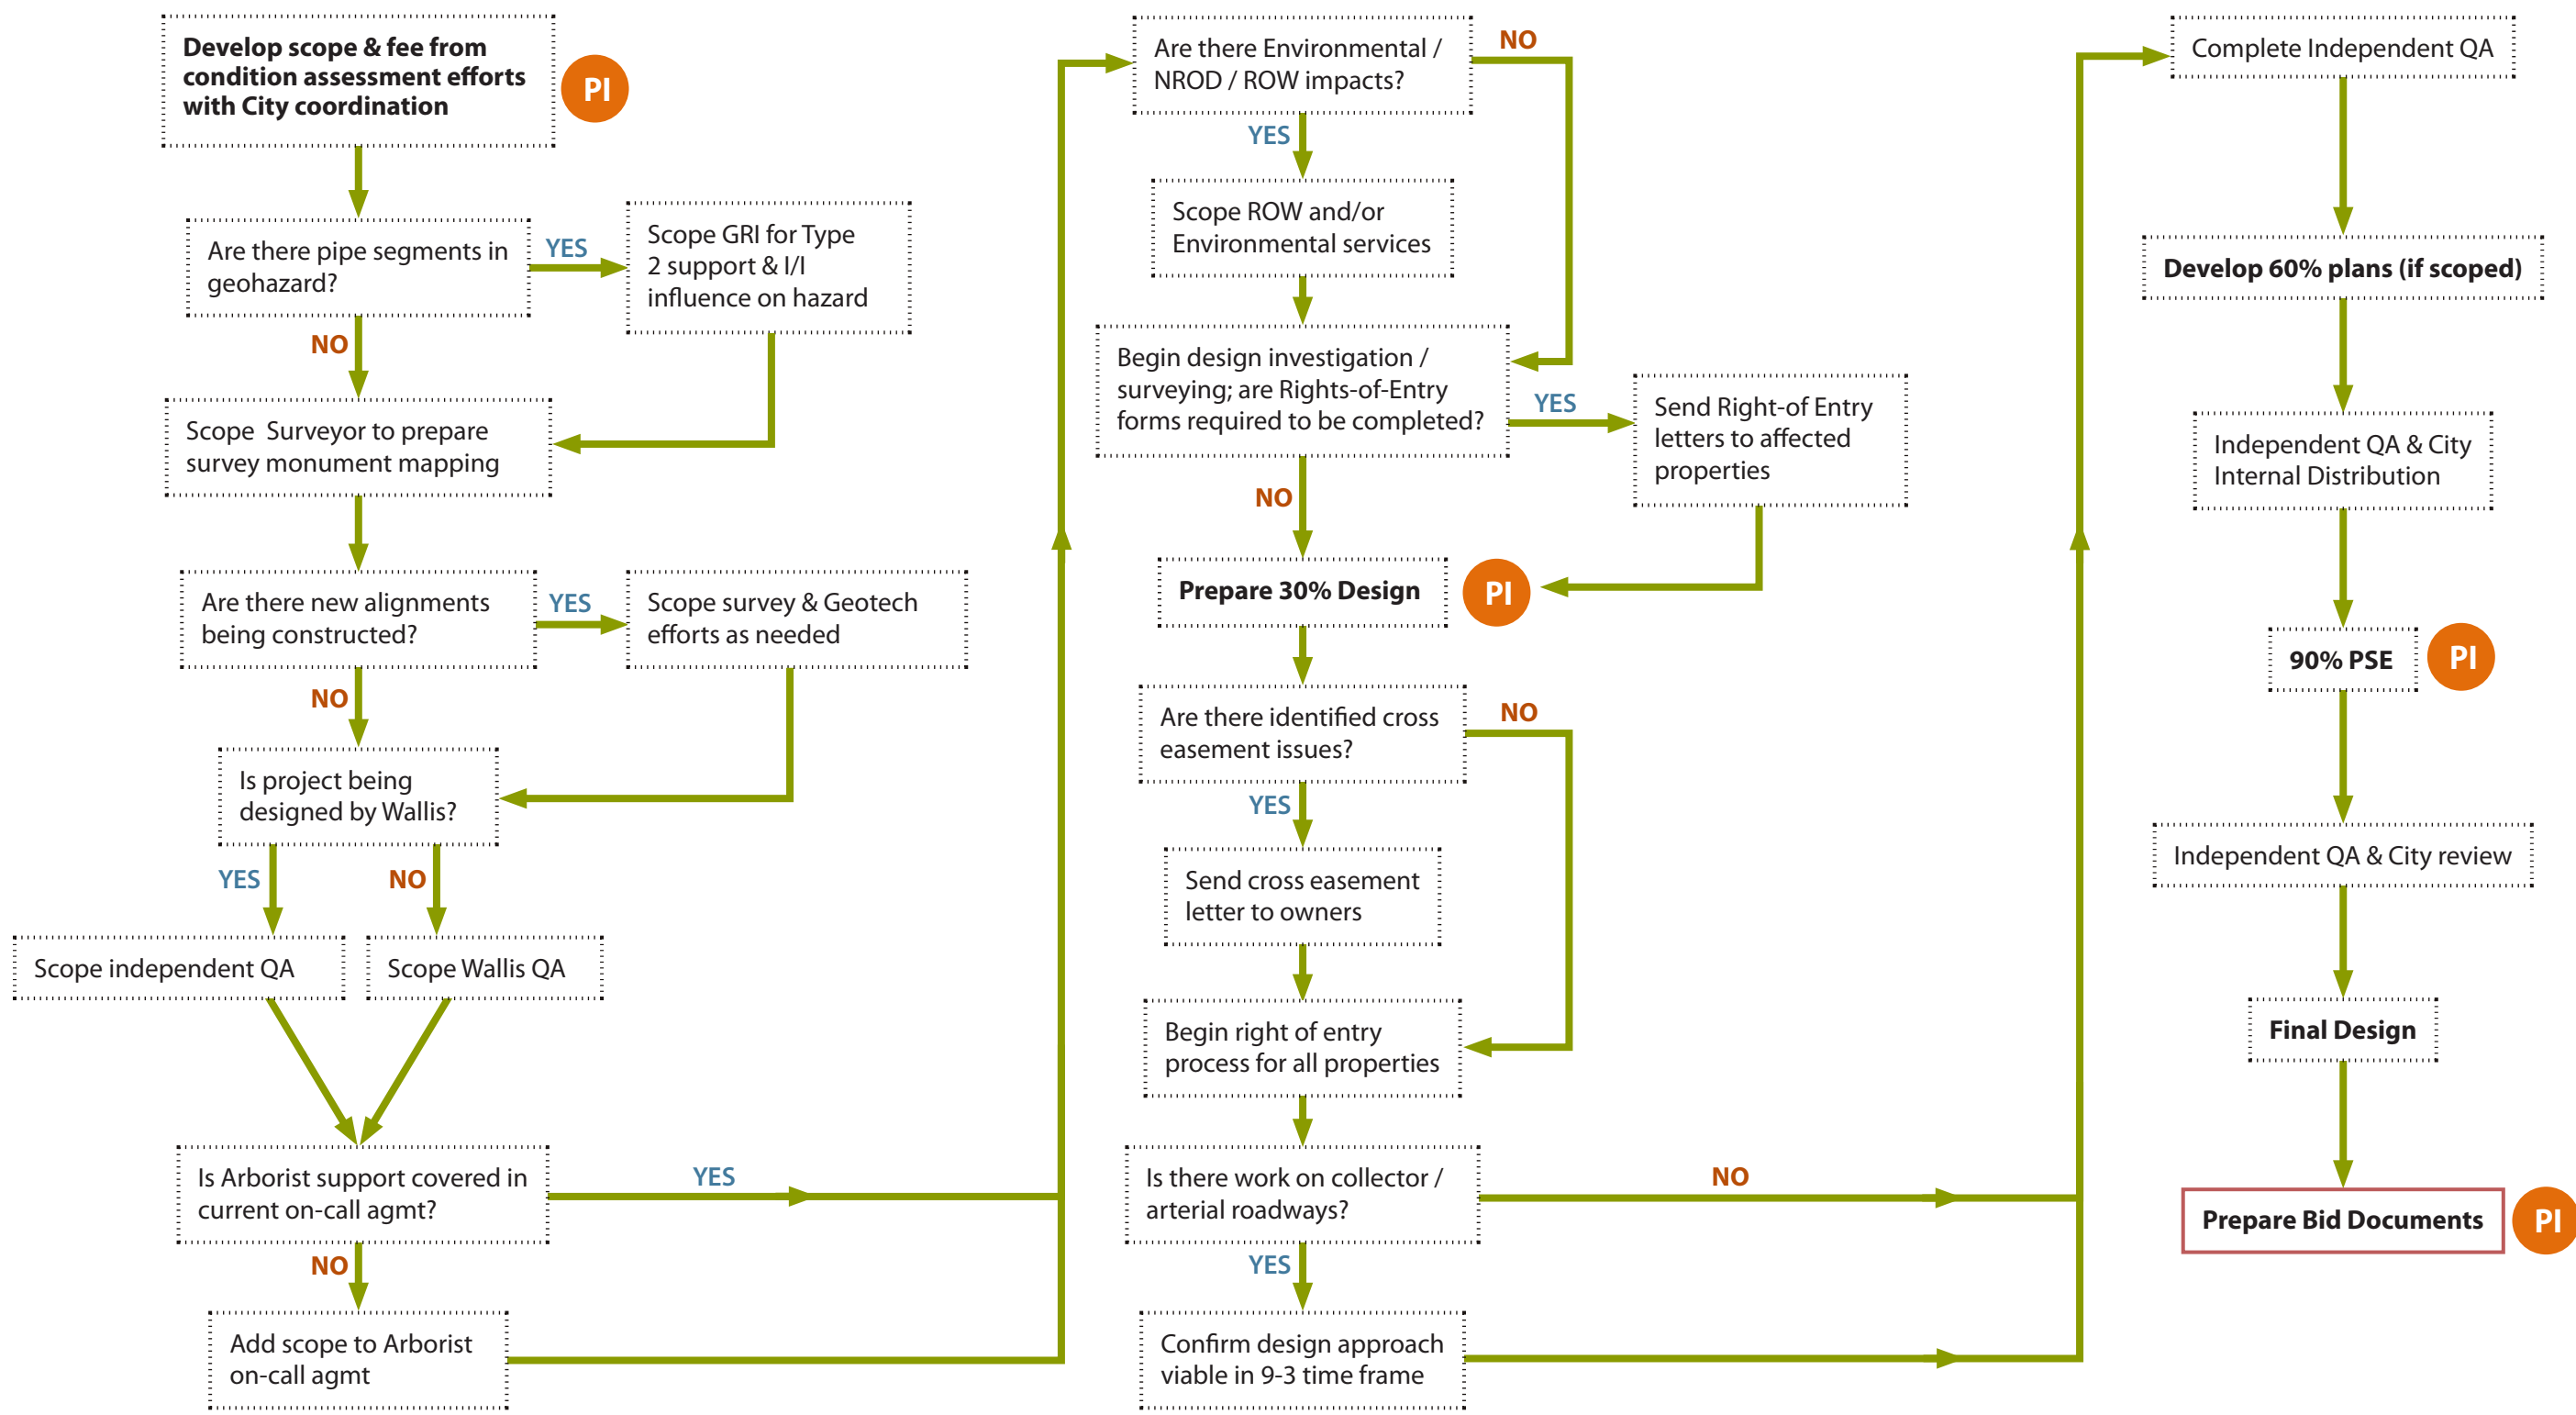 Develop scope & fee from
condition assessment efforts
with City coordination
PI
Are there pipe segments in
geohazard?
YES
Scope GRI for Type
2 support & I/I
influence on hazard
NO
Scope Surveyor to prepare
survey monument mapping
Are there new alignments
being constructed?
YES
Scope survey & Geotech
efforts as needed
NO
Is project being
designed by Wallis?
YES
NO
Scope independent QA
Scope Wallis QA
Is Arborist support covered in
current on-call agmt?
YES
NO
Add scope to Arborist
on-call agmt
Are there Environmental /
NROD / ROW impacts?
NO
YES
Scope ROW and/or
Environmental services
Begin design investigation /
surveying; are Rights-of-Entry
forms required to be completed?
YES
Send Right-of Entry
letters to affected
properties
NO
Prepare 30% Design
PI
Are there identified cross
easement issues?
NO
YES
Send cross easement
letter to owners
Begin right of entry
process for all properties
Is there work on collector /
arterial roadways?
NO
YES
Confirm design approach
viable in 9-3 time frame
Complete Independent QA
Develop 60% plans (if scoped)
Independent QA & City
Internal Distribution
90% PSE
PI
Independent QA & City review
Final Design
Prepare Bid Documents
PI